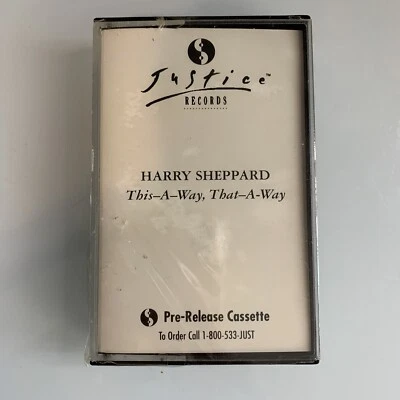 Justice
RECORDS
HARRY SHEPPARD
This–A–Way, That–A-Way
Pre-Release Cassette
To Order Call 1-800-533-JUST